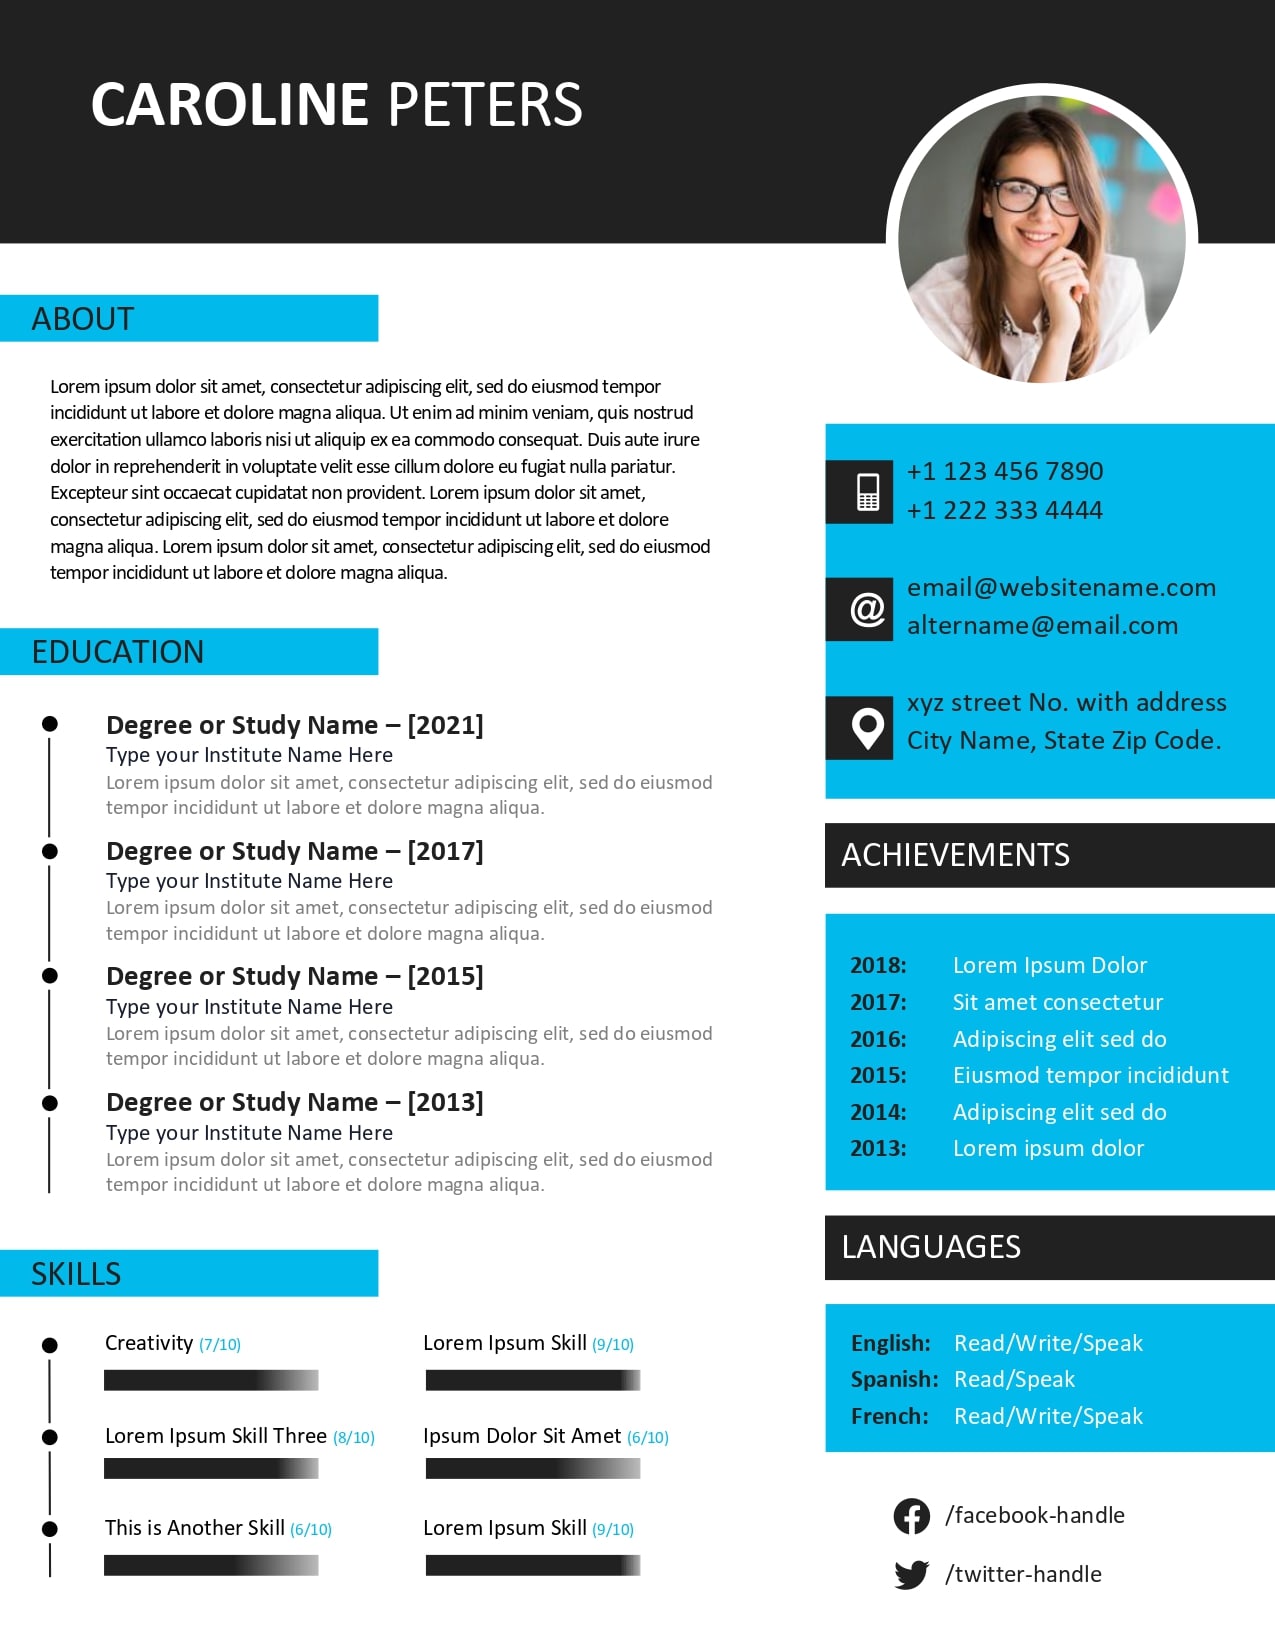 CAROLINE PETERS
ABOUT
Lorem ipsum dolor sit amet, consectetur adipiscing elit, sed do eiusmod tempor
incididunt ut labore et dolore magna aliqua. Ut enim ad minim veniam, quis nostrud
exercitation ullamco laboris nisi ut aliquip ex ea commodo consequat. Duis aute irure
dolor in reprehenderit in voluptate velit esse cillum dolore eu fugiat nulla pariatur.
Excepteur sint occaecat cupidatat non provident. Lorem ipsum dolor sit amet,
consectetur adipiscing elit, sed do eiusmod tempor incididunt ut labore et dolore
magna aliqua. Lorem ipsum dolor sit amet, consectetur adipiscing elit, sed do eiusmod
tempor incididunt ut labore et dolore magna aliqua.
EDUCATION
Degree or Study Name – [2021]
Type your Institute Name Here
Lorem ipsum dolor sit amet, consectetur adipiscing elit, sed do eiusmod
tempor incididunt ut labore et dolore magna aliqua.
Degree or Study Name – [2017]
Type your Institute Name Here
Lorem ipsum dolor sit amet, consectetur adipiscing elit, sed do eiusmod
tempor incididunt ut labore et dolore magna aliqua.
Degree or Study Name – [2015]
Type your Institute Name Here
Lorem ipsum dolor sit amet, consectetur adipiscing elit, sed do eiusmod
tempor incididunt ut labore et dolore magna aliqua.
Degree or Study Name – [2013]
Type your Institute Name Here
Lorem ipsum dolor sit amet, consectetur adipiscing elit, sed do eiusmod
tempor incididunt ut labore et dolore magna aliqua.
SKILLS
Creativity (7/10)
Lorem Ipsum Skill (9/10)
Lorem Ipsum Skill Three (8/10)
Ipsum Dolor Sit Amet (6/10)
This is Another Skill (6/10)
Lorem Ipsum Skill (9/10)
+1 123 456 7890
+1 222 333 4444
@
email@websitename.com
altername@email.com
xyz street No. with address
City Name, State Zip Code.
ACHIEVEMENTS
2018: Lorem Ipsum Dolor
2017: Sit amet consectetur
2016: Adipiscing elit sed do
2015: Eiusmod tempor incididunt
2014: Adipiscing elit sed do
2013: Lorem ipsum dolor
LANGUAGES
English: Read/Write/Speak
Spanish: Read/Speak
French: Read/Write/Speak
/facebook-handle
/twitter-handle